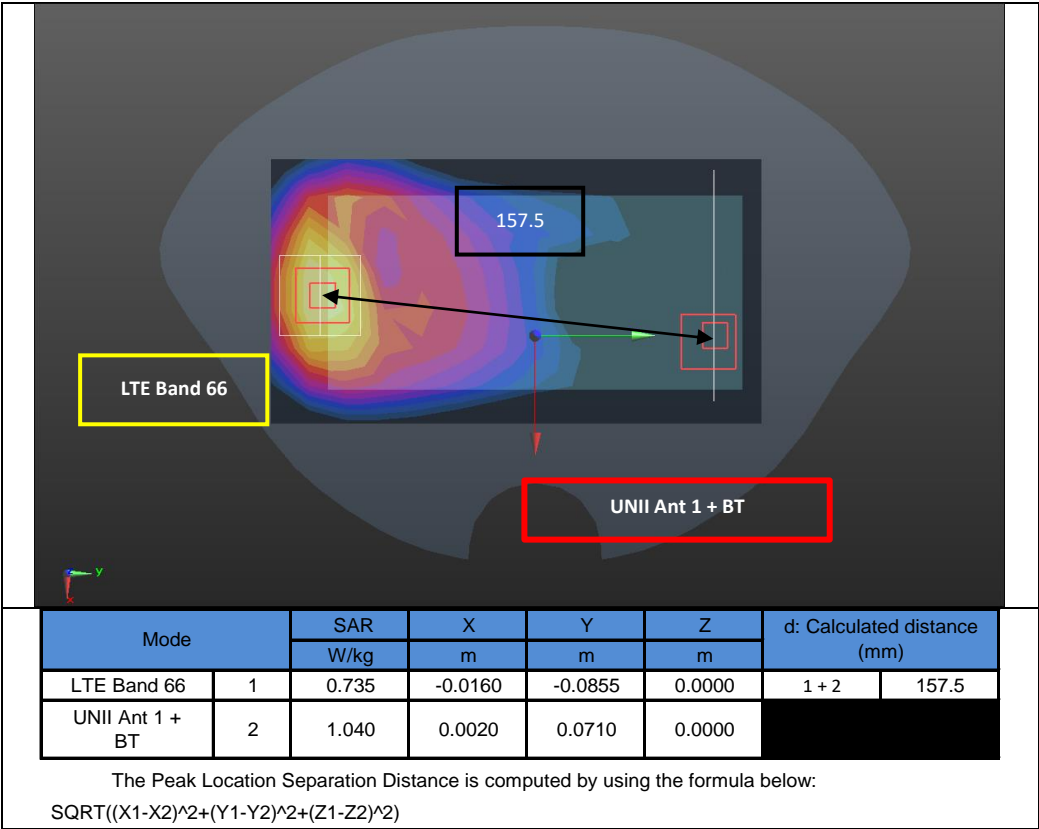 157.5
LTE Band 66
UNII Ant 1 + BT
y
x
Mode SAR X Y Z d: Calculated distance (mm)
W/kg m m m
LTE Band 66 1 0.735 -0.0160 -0.0855 0.0000 1 + 2 157.5
UNII Ant 1 + BT 2 1.040 0.0020 0.0710 0.0000
The Peak Location Separation Distance is computed by using the formula below:
SQRT((X1-X2)^2+(Y1-Y2)^2+(Z1-Z2)^2)